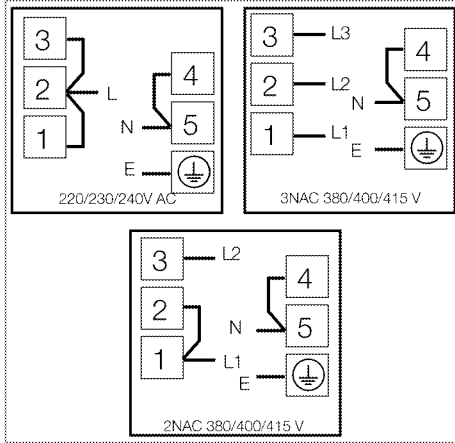 3
2 L
1
4
N 5
E
220/230/240V AC
3 L3
2 L2
1 L1
4
N 5
E
3NAC 380/400/415 V
3 L2
2
1 L1
4
N 5
E
2NAC 380/400/415 V